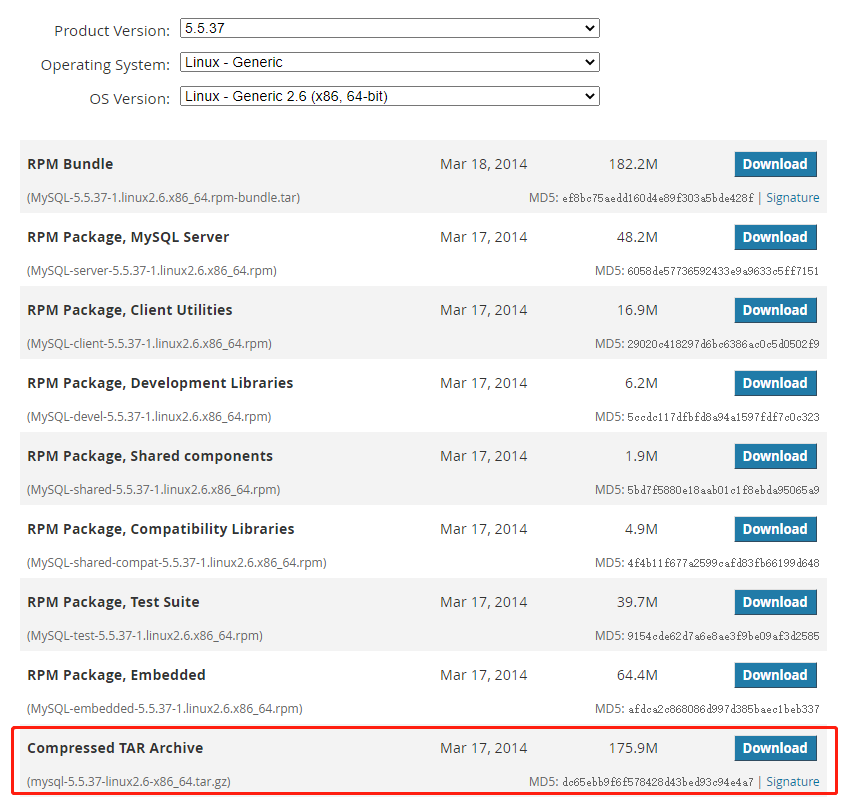 Product Version: 5.5.37
Operating System: Linux - Generic
OS Version: Linux - Generic 2.6 (x86, 64-bit)
RPM Bundle Mar 18, 2014 182.2M Download
(MySQL-5.5.37-1.linux2.6.x86_64.rpm-bundle.tar) MD5: ef8bc75aedd160d4e89f303a5bde428f | Signature
RPM Package, MySQL Server Mar 17, 2014 48.2M Download
(MySQL-server-5.5.37-1.linux2.6.x86_64.rpm) MD5: 6058de57736592433e9a9633c5ff7151
RPM Package, Client Utilities Mar 17, 2014 16.9M Download
(MySQL-client-5.5.37-1.linux2.6.x86_64.rpm) MD5: 29020c418297d6bc6386ac0c5d0502f9
RPM Package, Development Libraries Mar 17, 2014 6.2M Download
(MySQL-devel-5.5.37-1.linux2.6.x86_64.rpm) MD5: 5ccdc117dfbfd8a94a1597fdf7c0c323
RPM Package, Shared components Mar 17, 2014 1.9M Download
(MySQL-shared-5.5.37-1.linux2.6.x86_64.rpm) MD5: 5bd7f5880e18aab01c1f8ebda95065a9
RPM Package, Compatibility Libraries Mar 17, 2014 4.9M Download
(MySQL-shared-compat-5.5.37-1.linux2.6.x86_64.rpm) MD5: 4f4b11f677a2599cafd83fb66199d648
RPM Package, Test Suite Mar 17, 2014 39.7M Download
(MySQL-test-5.5.37-1.linux2.6.x86_64.rpm) MD5: 9154cde62d7a6e8ae3f9be09af3d2585
RPM Package, Embedded Mar 17, 2014 64.4M Download
(MySQL-embedded-5.5.37-1.linux2.6.x86_64.rpm) MD5: afdca2c868086d997d385baec1beb337
Compressed TAR Archive Mar 17, 2014 175.9M Download
(mysql-5.5.37-linux2.6-x86_64.tar.gz) MD5: dc65ebb9f6f578428d43bed93c94e4a7 | Signature